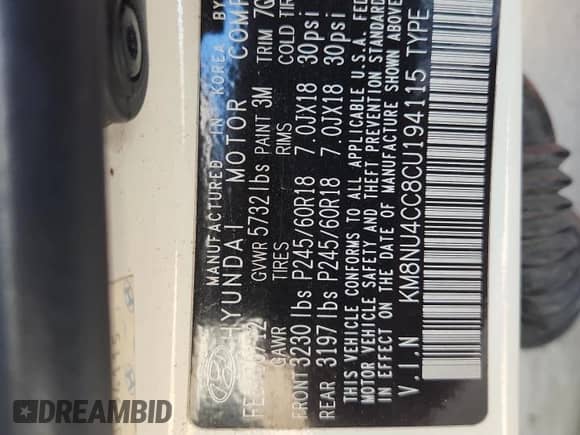 MANUFACTURED IN KOREA BY
HYUNDAI MOTOR COMP
GVWR 5732 lbs PAINT 3M TRIM 7G
GAWR TIRES RIMS COLD TIR
FRONT 3230 lbs P245/60R18 7.0JX18 30psi
REAR 3197 lbs P245/60R18 7.0JX18 30psi
THIS VEHICLE CONFORMS TO ALL APPLICABLE U.S.A. FED
MOTOR VEHICLE SAFETY AND THEFT PREVENTION STANDARD
IN EFFECT ON THE DATE OF MANUFACTURE SHOWN ABOVE
V.I.N KM8NU4CC8CU194115 TYPE
DREAMBID